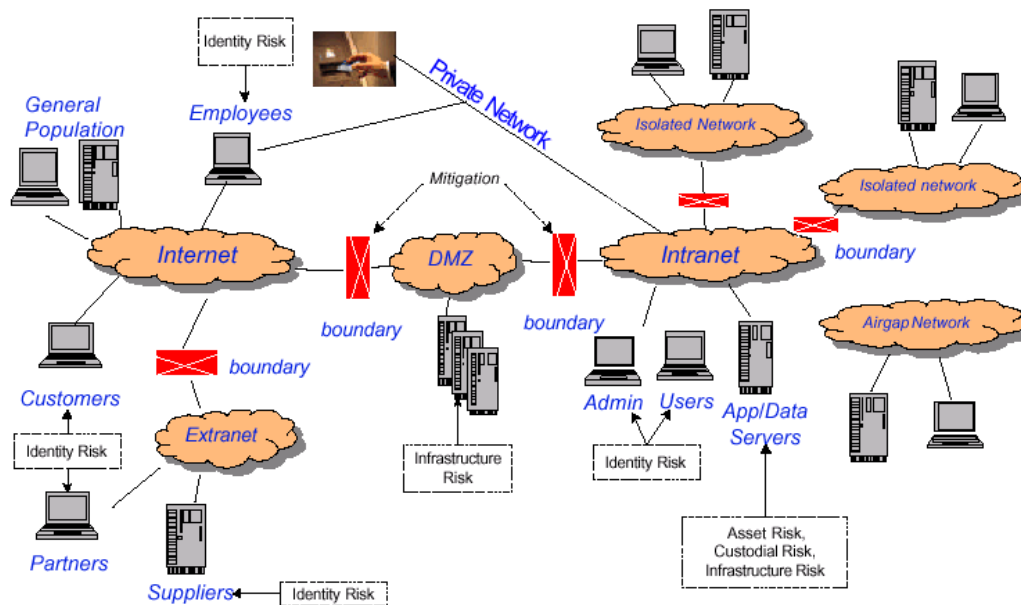 Identity Risk
General
Population
Employees
Private Network
Isolated Network
Isolated network
Mitigation
Internet
DMZ
Intranet
boundary
boundary
boundary
boundary
Airgap Network
Customers
Identity Risk
Partners
Extranet
Suppliers
Identity Risk
Infrastructure
Risk
Admin
Users
App/Data
Servers
Identity Risk
Asset Risk,
Custodial Risk,
Infrastructure Risk